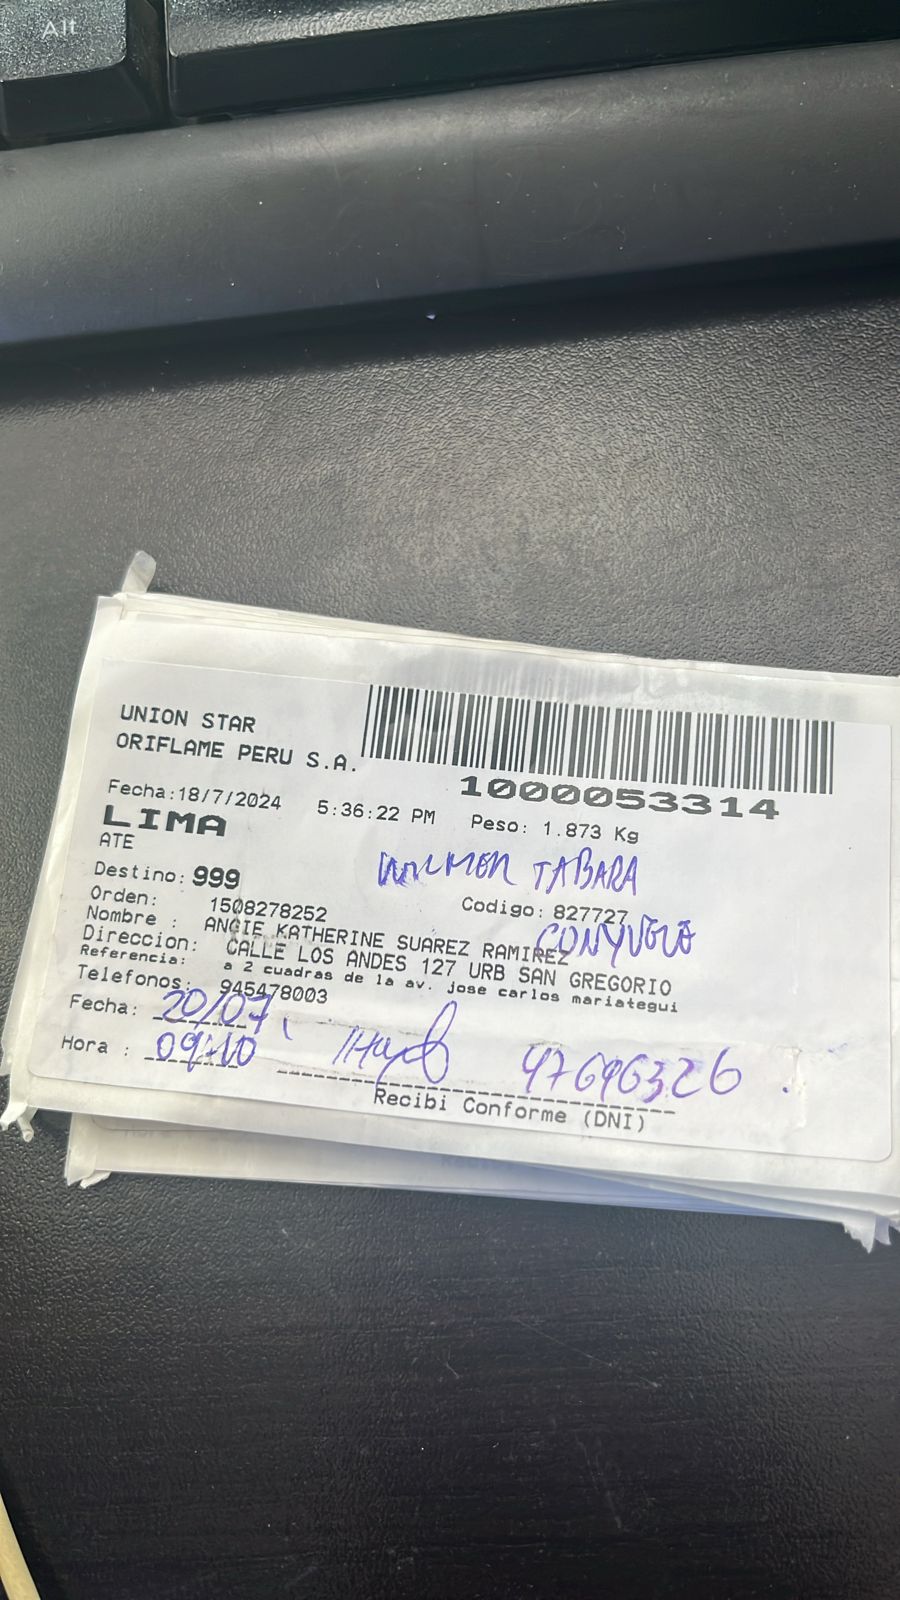 Alt
UNION STAR
ORIFLAME PERU S.A.
1000053314
Fecha:18/7/2024 5:36:22 PM Peso: 1.873 Kg
LIMA
ATE
WILMER TABARA
Destino: 999
Orden: 1508278252 Codigo: 827727
CONYUGUE
Nombre : ANGIE KATHERINE SUAREZ RAMIREZ
Direccion: CALLE LOS ANDES 127 URB SAN GREGORIO
Referencia: a 2 cuadras de la av. jose carlos mariategui
Telefonos: 945478003
Fecha: 20/07
Hora : 09:10
Recibi Conforme (DNI)